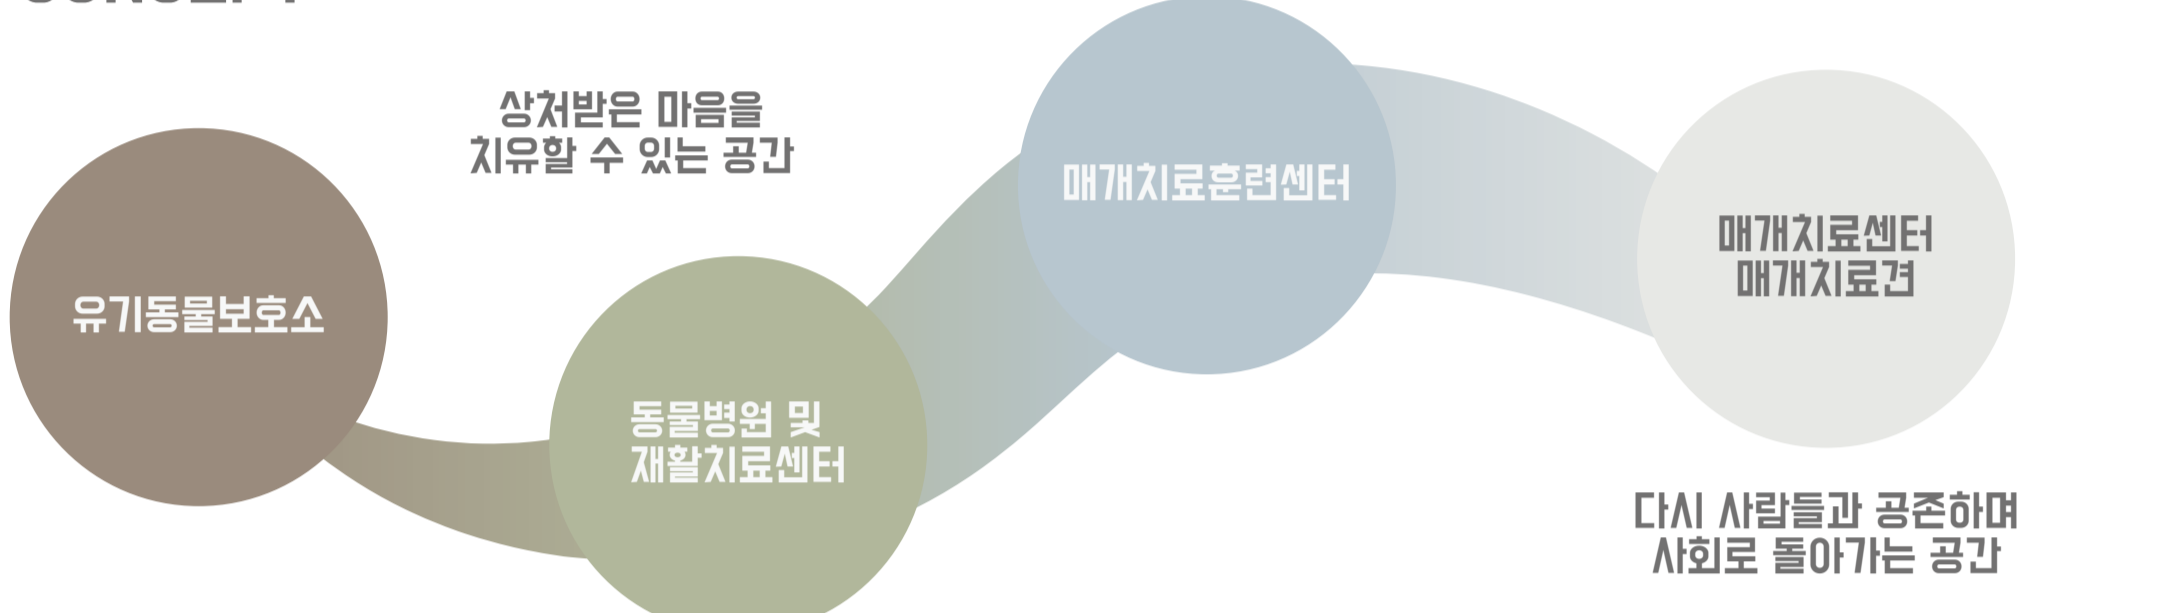 유기동물보호소
상처받은 마음을
치유할 수 있는 공간
동물병원 및
재활치료센터
매개치료훈련센터
매개치료센터
매개치료견
다시 사람들과 공존하며
사회로 돌아가는 공간